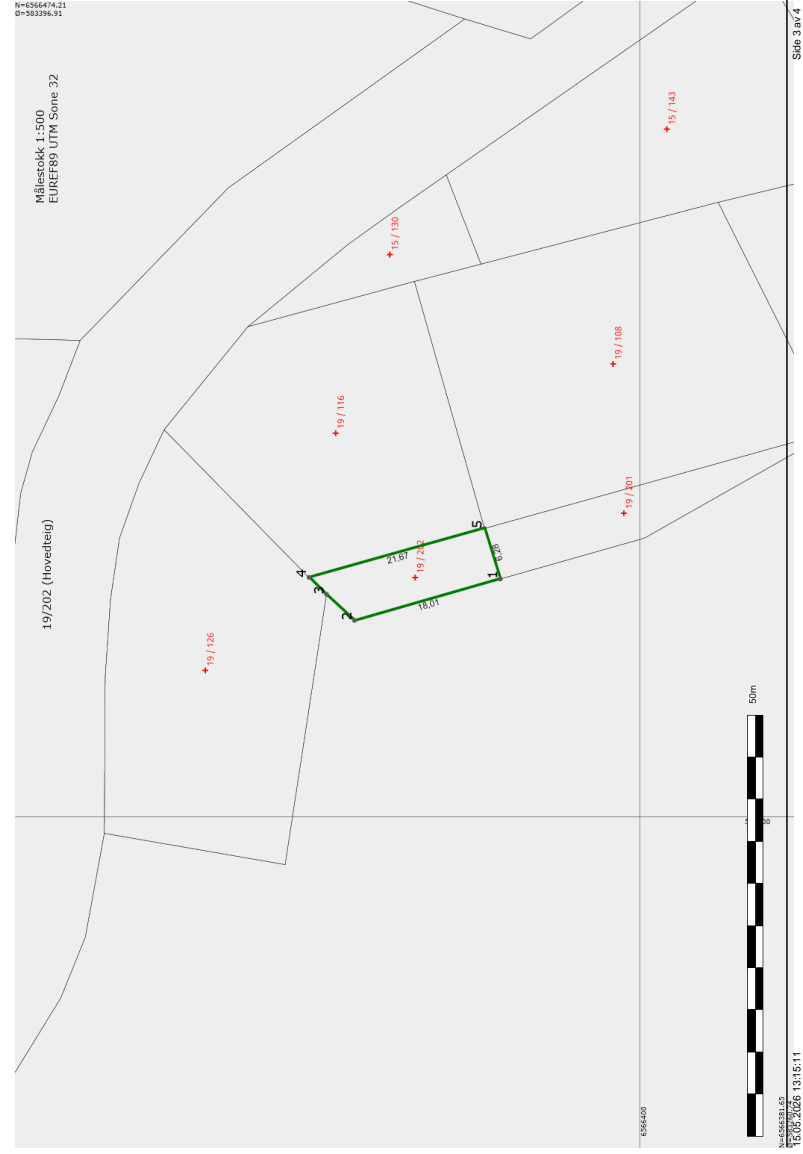 N=6566474.21
Ø=583396.91
Målestokk 1:500
EUREF89 UTM Sone 32
19/202 (Hovedteig)
15 / 143
15 / 130
19 / 108
19 / 116
19 / 201
19 / 202
19 / 126
1
2
3
4
5
21,67
18,01
6,28
50m
6566400
N=6566381.65
15.05.2026 13:15:11
Side 3 av 4